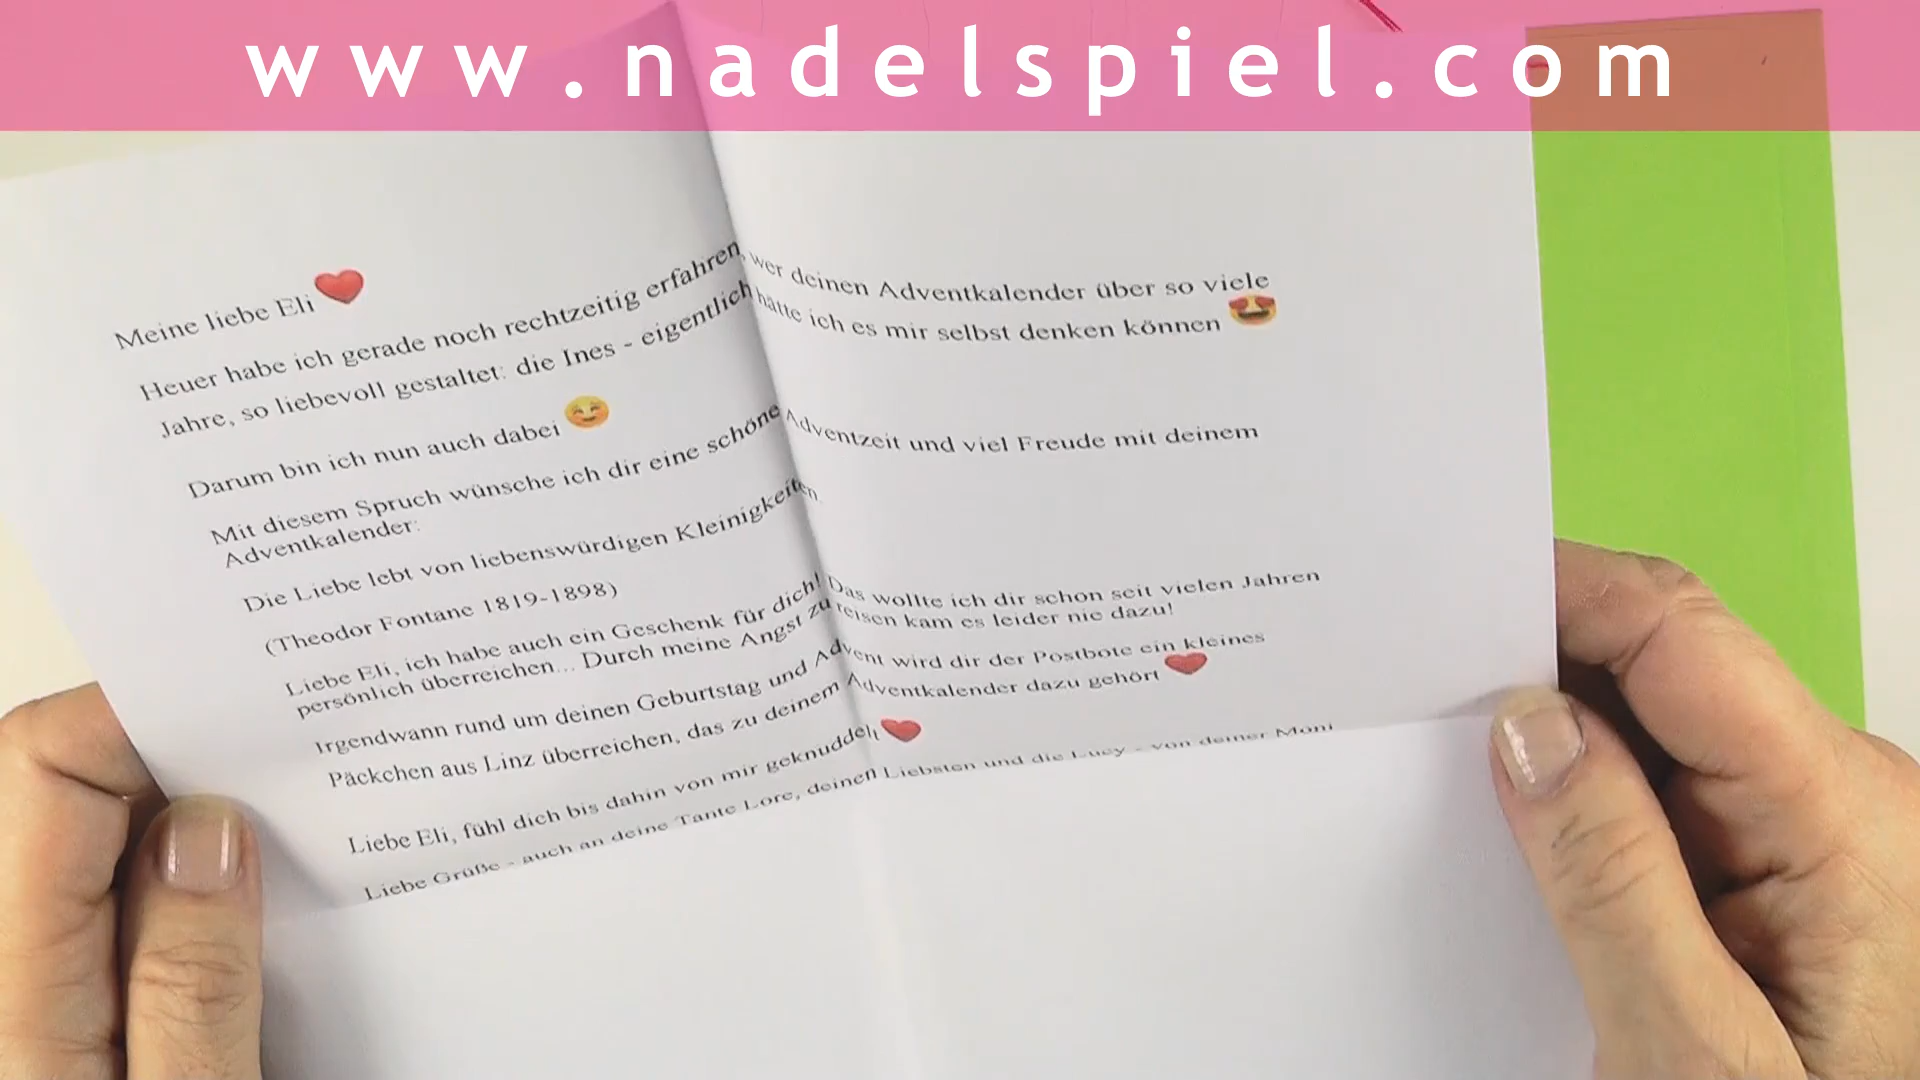 www.nadelspiel.com
Meine liebe Eli ❤️
Heuer habe ich gerade noch rechtzeitig erfahren, wer deinen Adventkalender über so viele
Jahre, so liebevoll gestaltet: die Ines - eigentlich hätte ich es mir selbst denken können 😍
Darum bin ich nun auch dabei ☺️
Mit diesem Spruch wünsche ich dir eine schöne Adventzeit und viel Freude mit deinem
Adventkalender:
Die Liebe lebt von liebenswürdigen Kleinigkeiten.
(Theodor Fontane 1819-1898)
Liebe Eli, ich habe auch ein Geschenk für dich! Das wollte ich dir schon seit vielen Jahren
persönlich überreichen... Durch meine Angst zu reisen kam es leider nie dazu!
Irgendwann rund um deinen Geburtstag und Advent wird dir der Postbote ein kleines
Päckchen aus Linz überreichen, das zu deinem Adventkalender dazu gehört ❤️
Liebe Eli, fühl dich bis dahin von mir geknuddelt ❤️
Liebe Grüße - auch an deine Tante Lore, deinen Liebsten und die Lucy - von deiner Moni